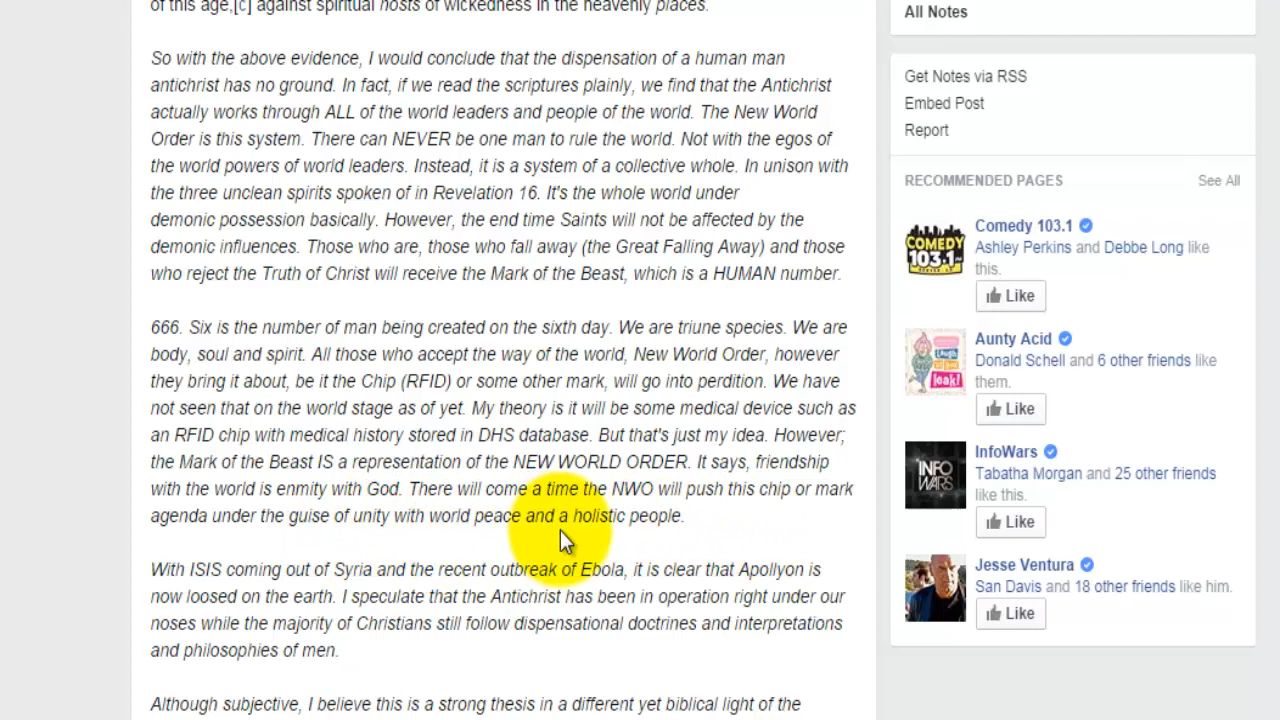 of this age,[c] against spiritual hosts of wickedness in the heavenly places.
So with the above evidence, I would conclude that the dispensation of a human man
antichrist has no ground. In fact, if we read the scriptures plainly, we find that the Antichrist
actually works through ALL of the world leaders and people of the world. The New World
Order is this system. There can NEVER be one man to rule the world. Not with the egos of
the world powers of world leaders. Instead, it is a system of a collective whole. In unison with
the three unclean spirits spoken of in Revelation 16. It's the whole world under
demonic possession basically. However, the end time Saints will not be affected by the
demonic influences. Those who are, those who fall away (the Great Falling Away) and those
who reject the Truth of Christ will receive the Mark of the Beast, which is a HUMAN number.
666. Six is the number of man being created on the sixth day. We are triune species. We are
body, soul and spirit. All those who accept the way of the world, New World Order, however
they bring it about, be it the Chip (RFID) or some other mark, will go into perdition. We have
not seen that on the world stage as of yet. My theory is it will be some medical device such as
an RFID chip with medical history stored in DHS database. But that's just my idea. However;
the Mark of the Beast IS a representation of the NEW WORLD ORDER. It says, friendship
with the world is enmity with God. There will come a time the NWO will push this chip or mark
agenda under the guise of unity with world peace and a holistic people.
With ISIS coming out of Syria and the recent outbreak of Ebola, it is clear that Apollyon is
now loosed on the earth. I speculate that the Antichrist has been in operation right under our
noses while the majority of Christians still follow dispensational doctrines and interpretations
and philosophies of men.
Although subjective, I believe this is a strong thesis in a different yet biblical light of the
All Notes
Get Notes via RSS
Embed Post
Report
RECOMMENDED PAGES See All
COMEDY
103.1
Comedy 103.1
Ashley Perkins and Debbe Long like
this.
Like
Aunty Acid
Donald Schell and 6 other friends like
them.
Like
INFO
WARS
InfoWars
Tabatha Morgan and 25 other friends
like this.
Like
Jesse Ventura
San Davis and 18 other friends like him.
Like